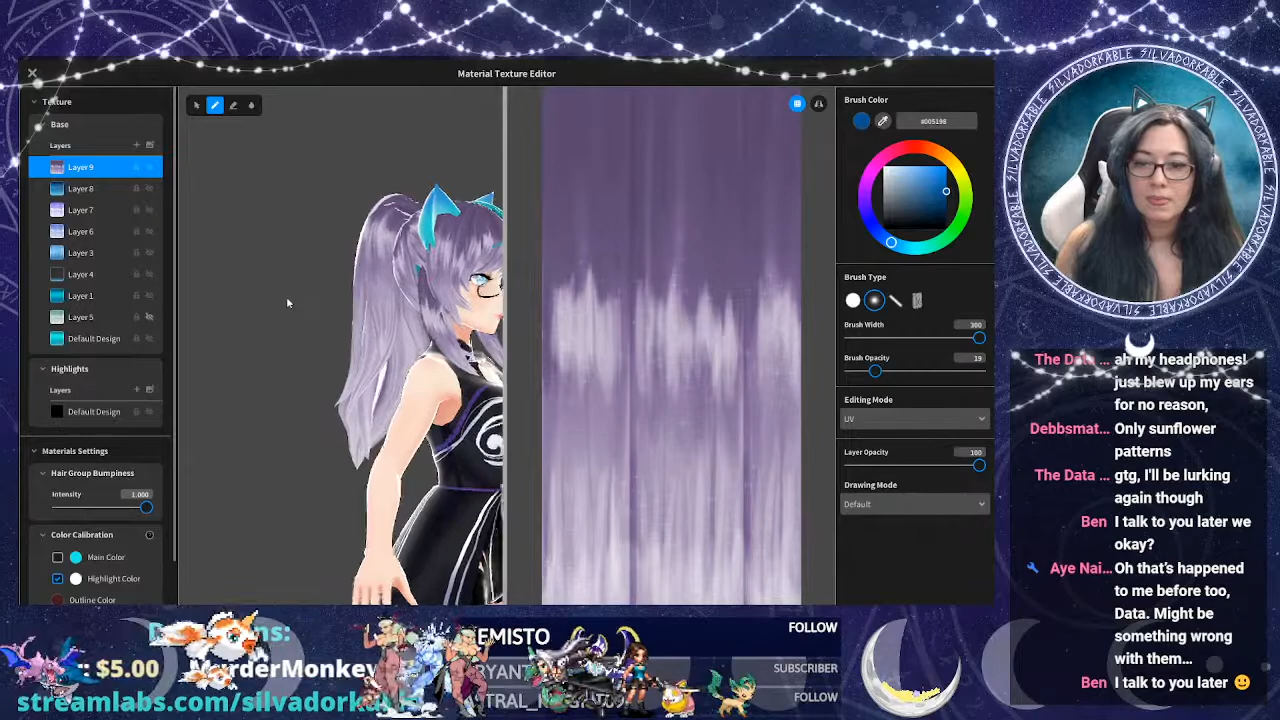 Material Texture Editor
Texture
Base
Layers
Layer 9
Layer 8
Layer 7
Layer 6
Layer 3
Layer 4
Layer 1
Layer 5
Default Design
Highlights
Layers
Default Design
Materials Settings
Hair Group Bumpiness
Intensity 1.000
Color Calibration
Main Color
Highlight Color
Outline Color
Brush Color
#005198
Brush Type
Brush Width 300
Brush Opacity 19
Editing Mode
UV
Layer Opacity 100
Drawing Mode
Default
SILVADORKABLE
The Data ... ah my headphones!
just blew up my ears
for no reason,
Debbsmat... Only sunflower
patterns
The Data ... gtg, I'll be lurking
again though
Ben I talk to you later we
okay?
Aye Nai... Oh that's happened
to me before too,
Data. Might be
something wrong
with them...
Ben I talk to you later 🙂
: $5.00
streamlabs.com/silvadorkable
EMISTO FOLLOW
SUBSCRIBER
FOLLOW